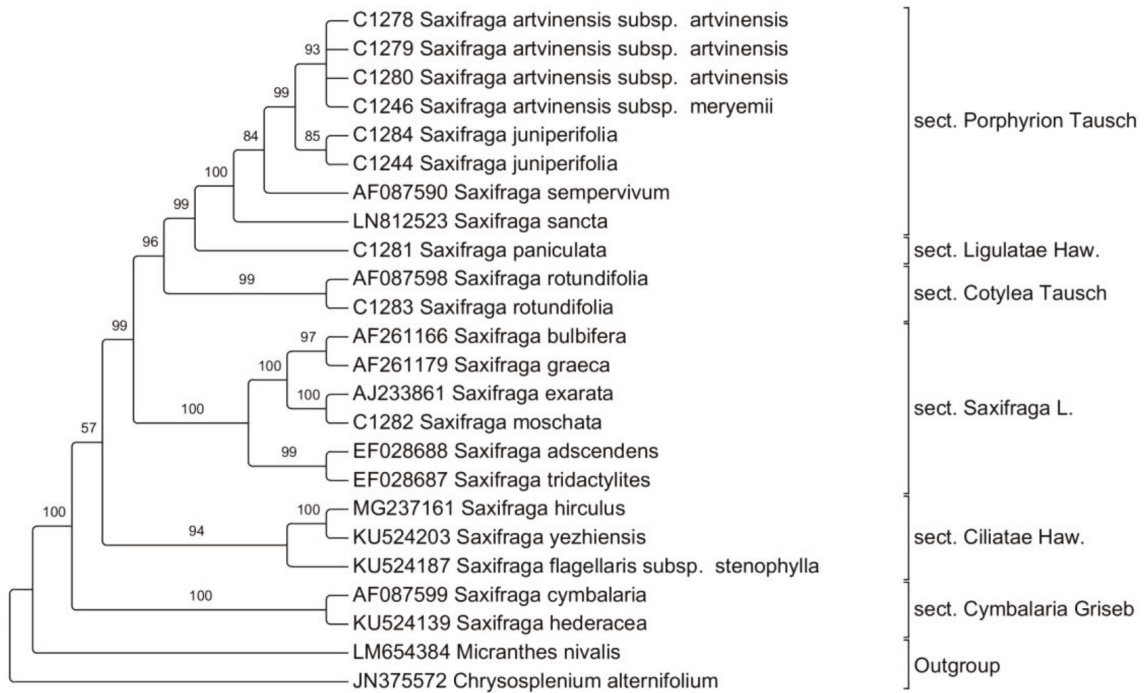 C1278 Saxifraga artvinensis subsp. artvinensis
93
C1279 Saxifraga artvinensis subsp. artvinensis
C1280 Saxifraga artvinensis subsp. artvinensis
99
C1246 Saxifraga artvinensis subsp. meryemii
sect. Porphyrion Tausch
84
85
C1284 Saxifraga juniperifolia
C1244 Saxifraga juniperifolia
100
AF087590 Saxifraga sempervivum
99
LN812523 Saxifraga sancta
96
C1281 Saxifraga paniculata
sect. Ligulatae Haw.
99
AF087598 Saxifraga rotundifolia
sect. Cotylea Tausch
C1283 Saxifraga rotundifolia
99
97
AF261166 Saxifraga bulbifera
100
AF261179 Saxifraga graeca
100
AJ233861 Saxifraga exarata
sect. Saxifraga L.
100
C1282 Saxifraga moschata
57
99
EF028688 Saxifraga adscendens
EF028687 Saxifraga tridactylites
100
100
MG237161 Saxifraga hirculus
94
KU524203 Saxifraga yezhiensis
sect. Ciliatae Haw.
KU524187 Saxifraga flagellaris subsp. stenophylla
100
AF087599 Saxifraga cymbalaria
sect. Cymbalaria Griseb
KU524139 Saxifraga hederacea
LM654384 Micranthes nivalis
Outgroup
JN375572 Chrysosplenium alternifolium